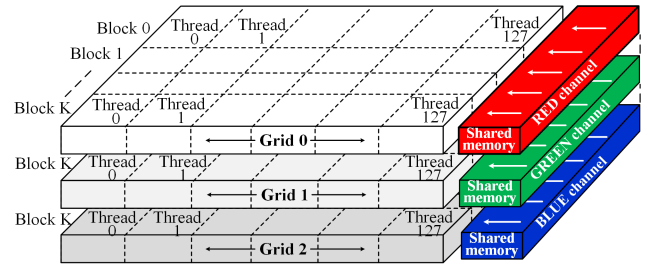 Block 0
Thread 0
Thread 1
Thread 127
Block 1
Block K
Thread 0
Thread 1
Thread 127
Grid 0
Shared memory
RED channel
Block K
Thread 0
Thread 1
Thread 127
Grid 1
Shared memory
GREEN channel
Block K
Thread 0
Thread 1
Thread 127
Grid 2
Shared memory
BLUE channel